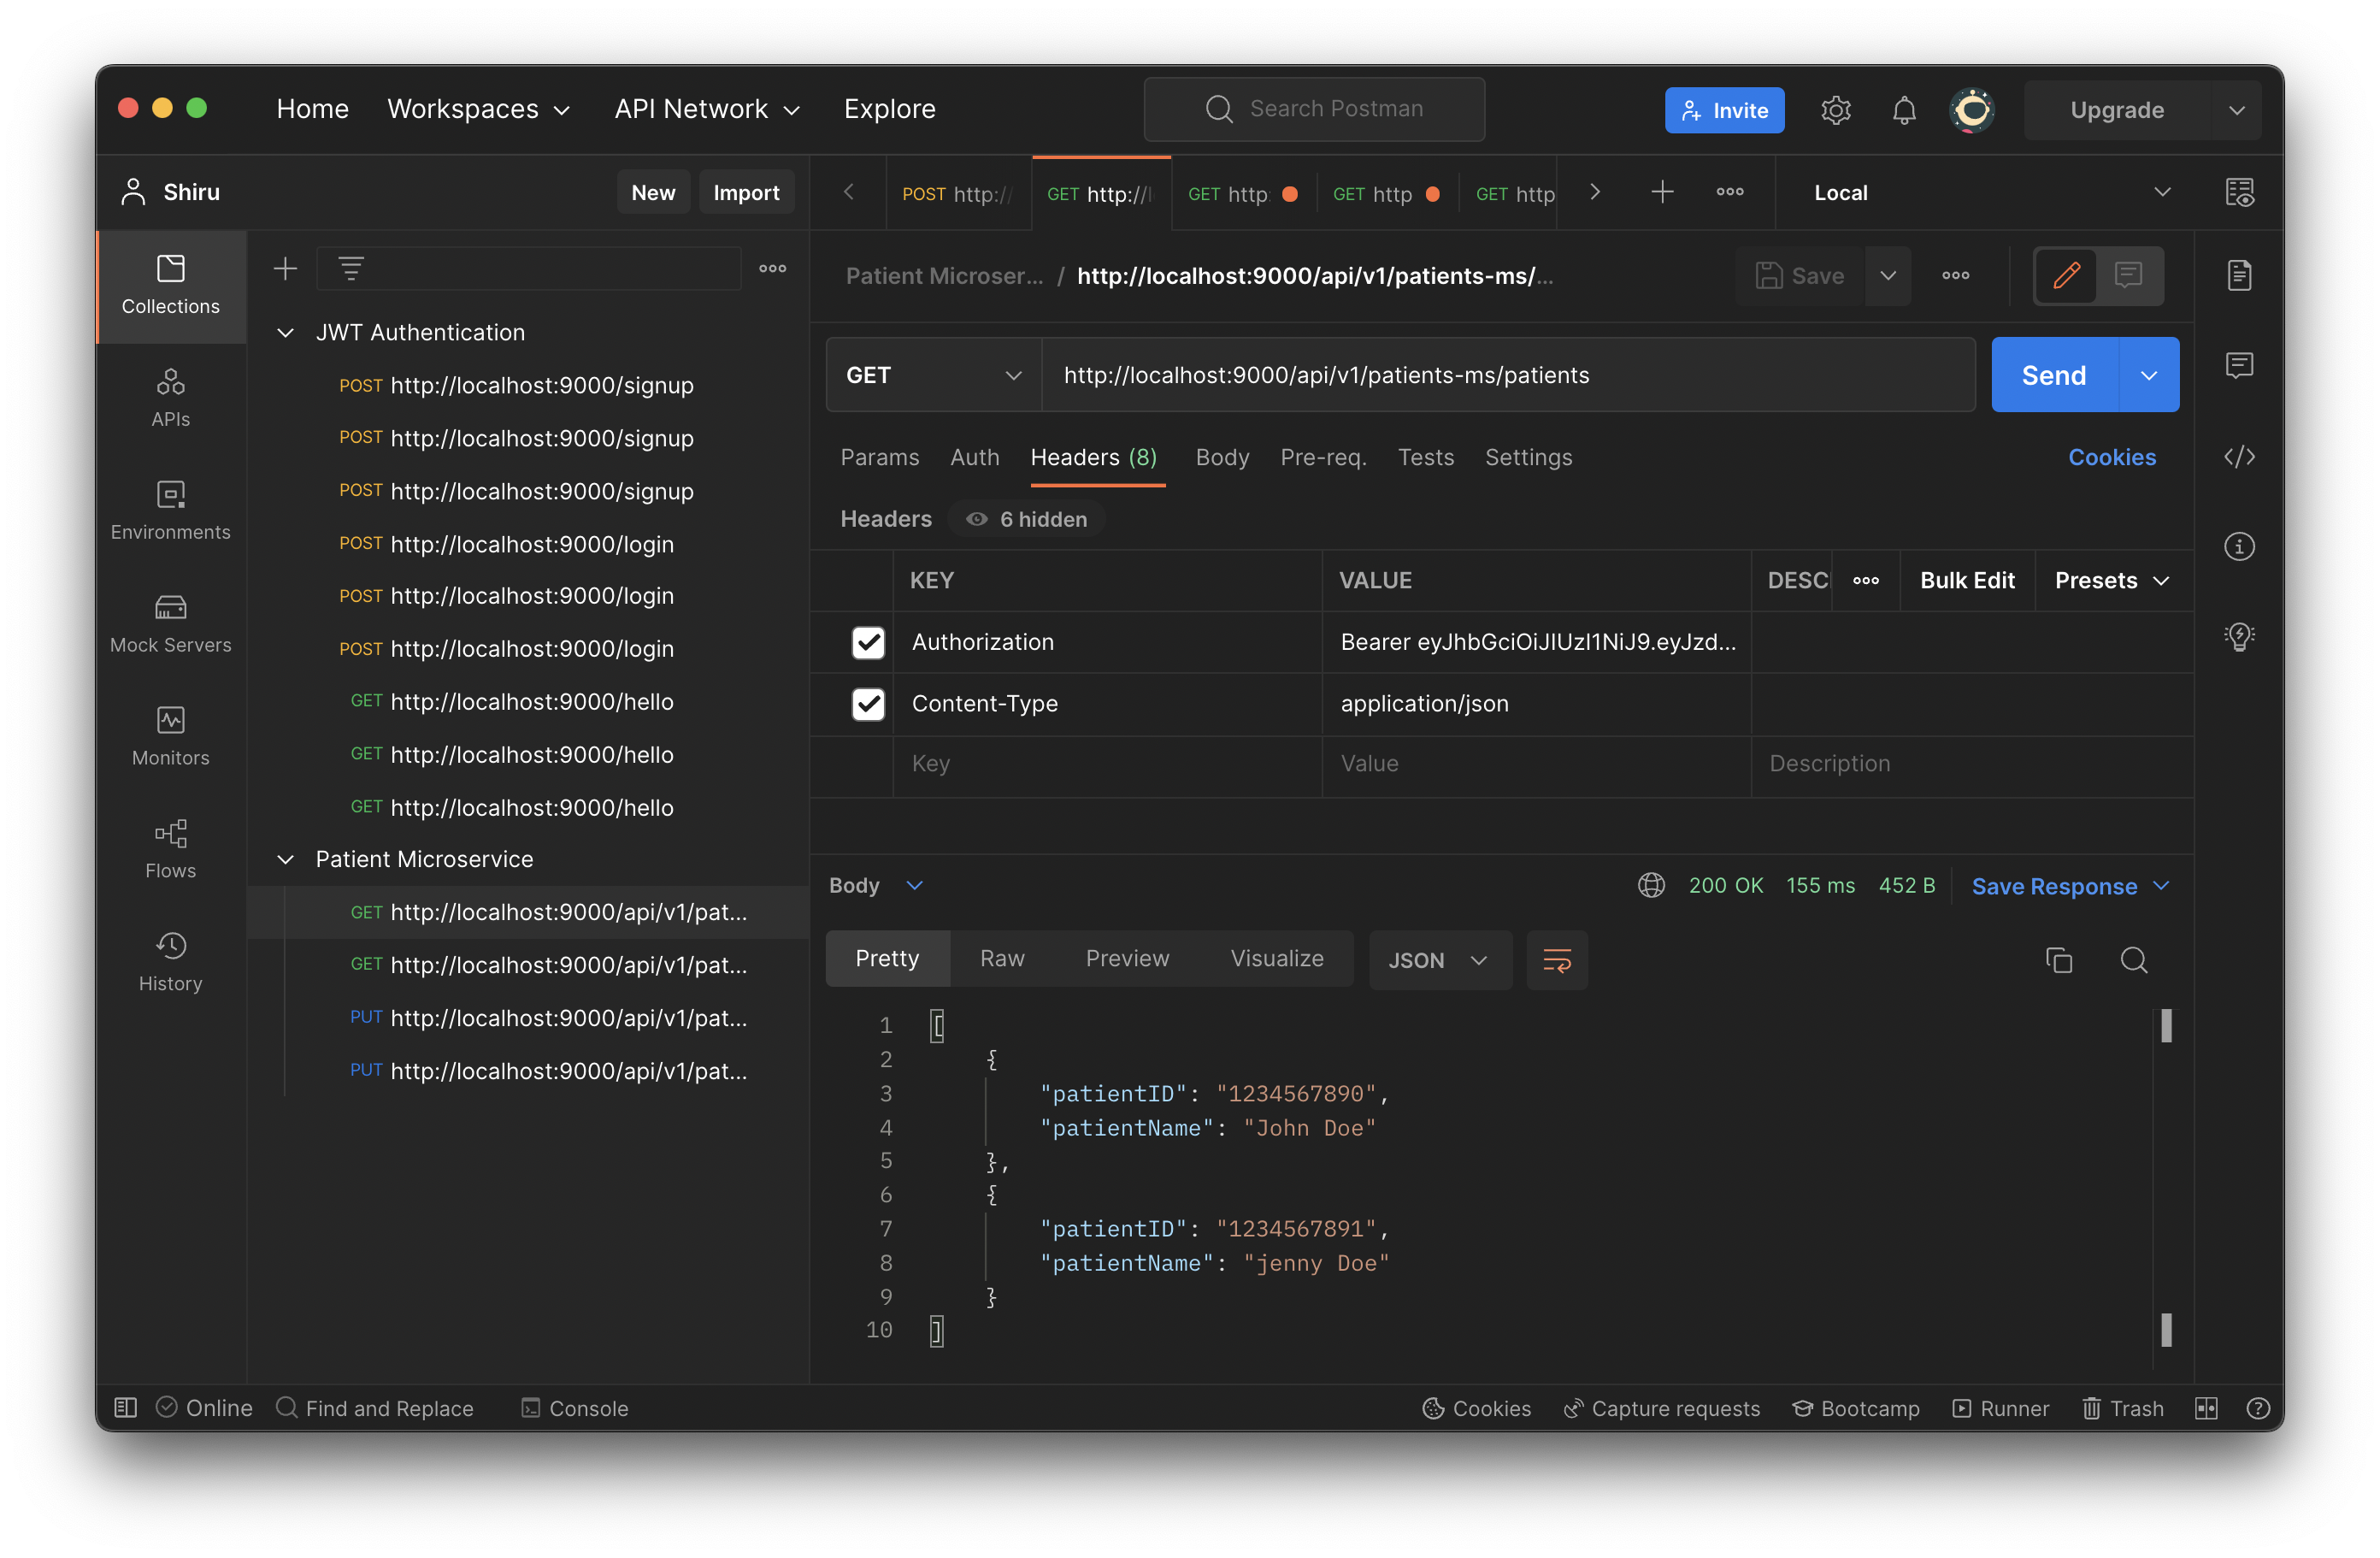 Home Workspaces API Network Explore Search Postman Invite Upgrade
Shiru New Import POST http:// GET http://l GET http: GET http GET http Local
Collections
APIs
Environments
Mock Servers
Monitors
Flows
History
JWT Authentication
POST http://localhost:9000/signup
POST http://localhost:9000/signup
POST http://localhost:9000/signup
POST http://localhost:9000/login
POST http://localhost:9000/login
POST http://localhost:9000/login
GET http://localhost:9000/hello
GET http://localhost:9000/hello
GET http://localhost:9000/hello
Patient Microservice
GET http://localhost:9000/api/v1/pat...
GET http://localhost:9000/api/v1/pat...
PUT http://localhost:9000/api/v1/pat...
PUT http://localhost:9000/api/v1/pat...
Patient Microser... / http://localhost:9000/api/v1/patients-ms/... Save
GET http://localhost:9000/api/v1/patients-ms/patients Send
Params Auth Headers (8) Body Pre-req. Tests Settings Cookies
Headers 6 hidden
KEY VALUE DESC Bulk Edit Presets
Authorization Bearer eyJhbGciOiJIUzI1NiJ9.eyJzd...
Content-Type application/json
Key Value Description
Body 200 OK 155 ms 452 B Save Response
Pretty Raw Preview Visualize JSON
1 [
2 {
3 "patientID": "1234567890",
4 "patientName": "John Doe"
5 },
6 {
7 "patientID": "1234567891",
8 "patientName": "jenny Doe"
9 }
10 ]
Online Find and Replace Console Cookies Capture requests Bootcamp Runner Trash